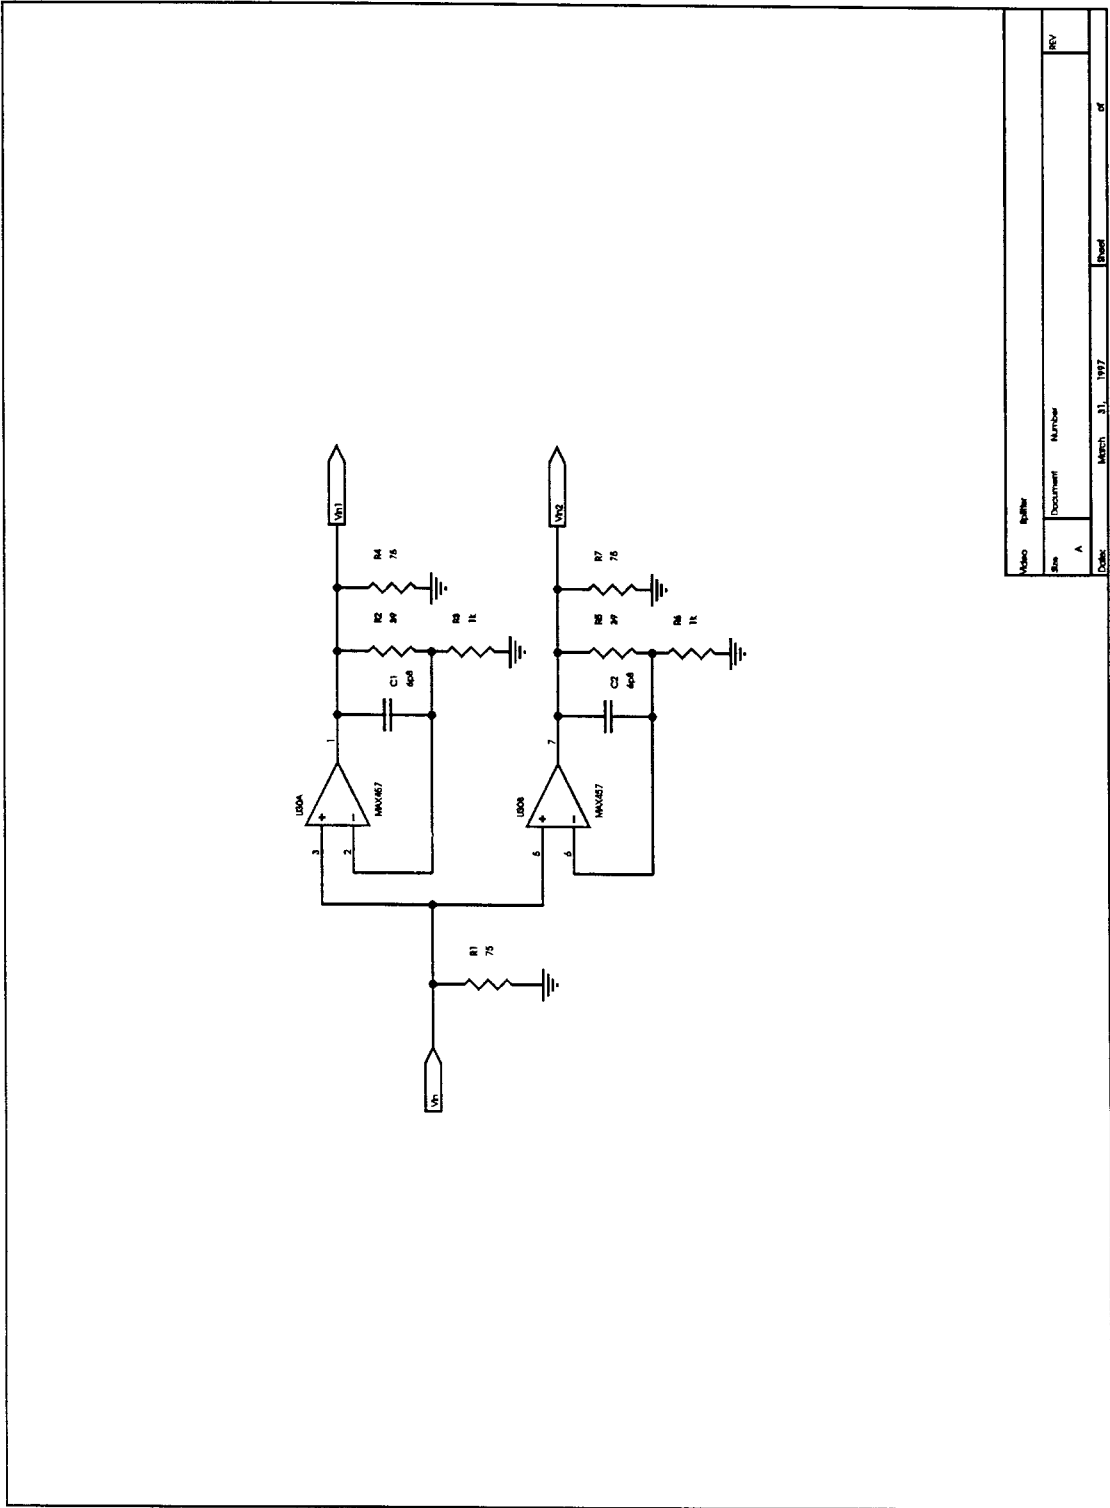 Vin
R1
75
3
2
U30A
MAX457
1
C1
6p8
R2
39
R3
1k
R4
75
Vin1
5
6
U30B
MAX457
7
C2
6p8
R5
39
R6
1k
R7
75
Vin2
Video Splitter
Size
A
Document Number
REV
Date: March 31, 1997
Sheet of